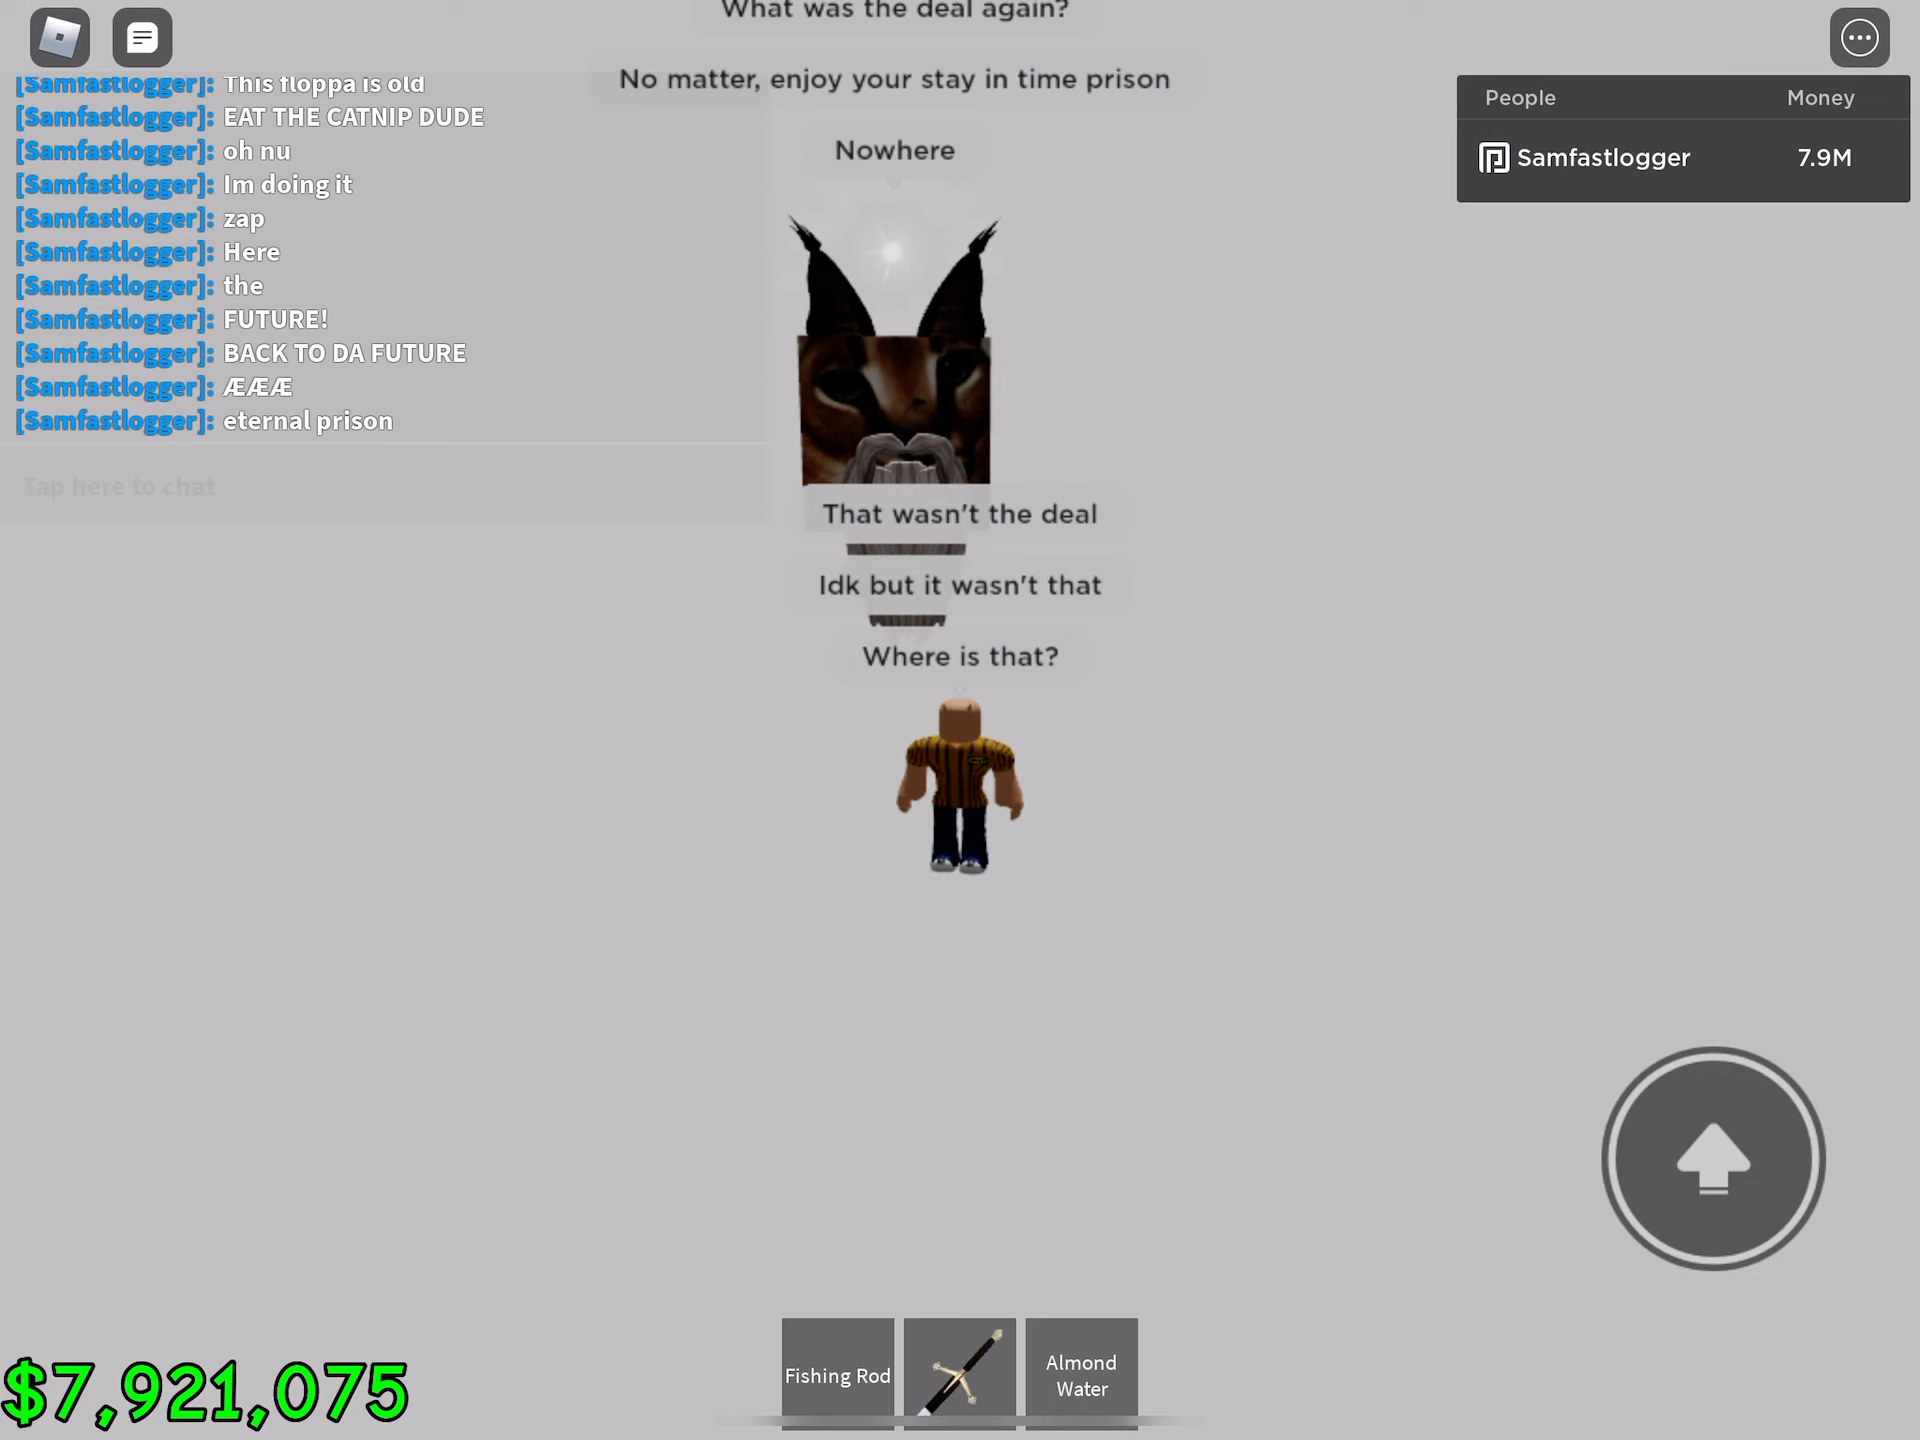 What was the deal again?
No matter, enjoy your stay in time prison
Nowhere
[Samfastlogger]: This floppa is old
[Samfastlogger]: EAT THE CATNIP DUDE
[Samfastlogger]: oh nu
[Samfastlogger]: Im doing it
[Samfastlogger]: zap
[Samfastlogger]: Here
[Samfastlogger]: the
[Samfastlogger]: FUTURE!
[Samfastlogger]: BACK TO DA FUTURE
[Samfastlogger]: ÆÆÆ
[Samfastlogger]: eternal prison
Tap here to chat
People Money
Samfastlogger 7.9M
That wasn't the deal
Idk but it wasn't that
Where is that?
Fishing Rod
Almond
Water
$7,921,075